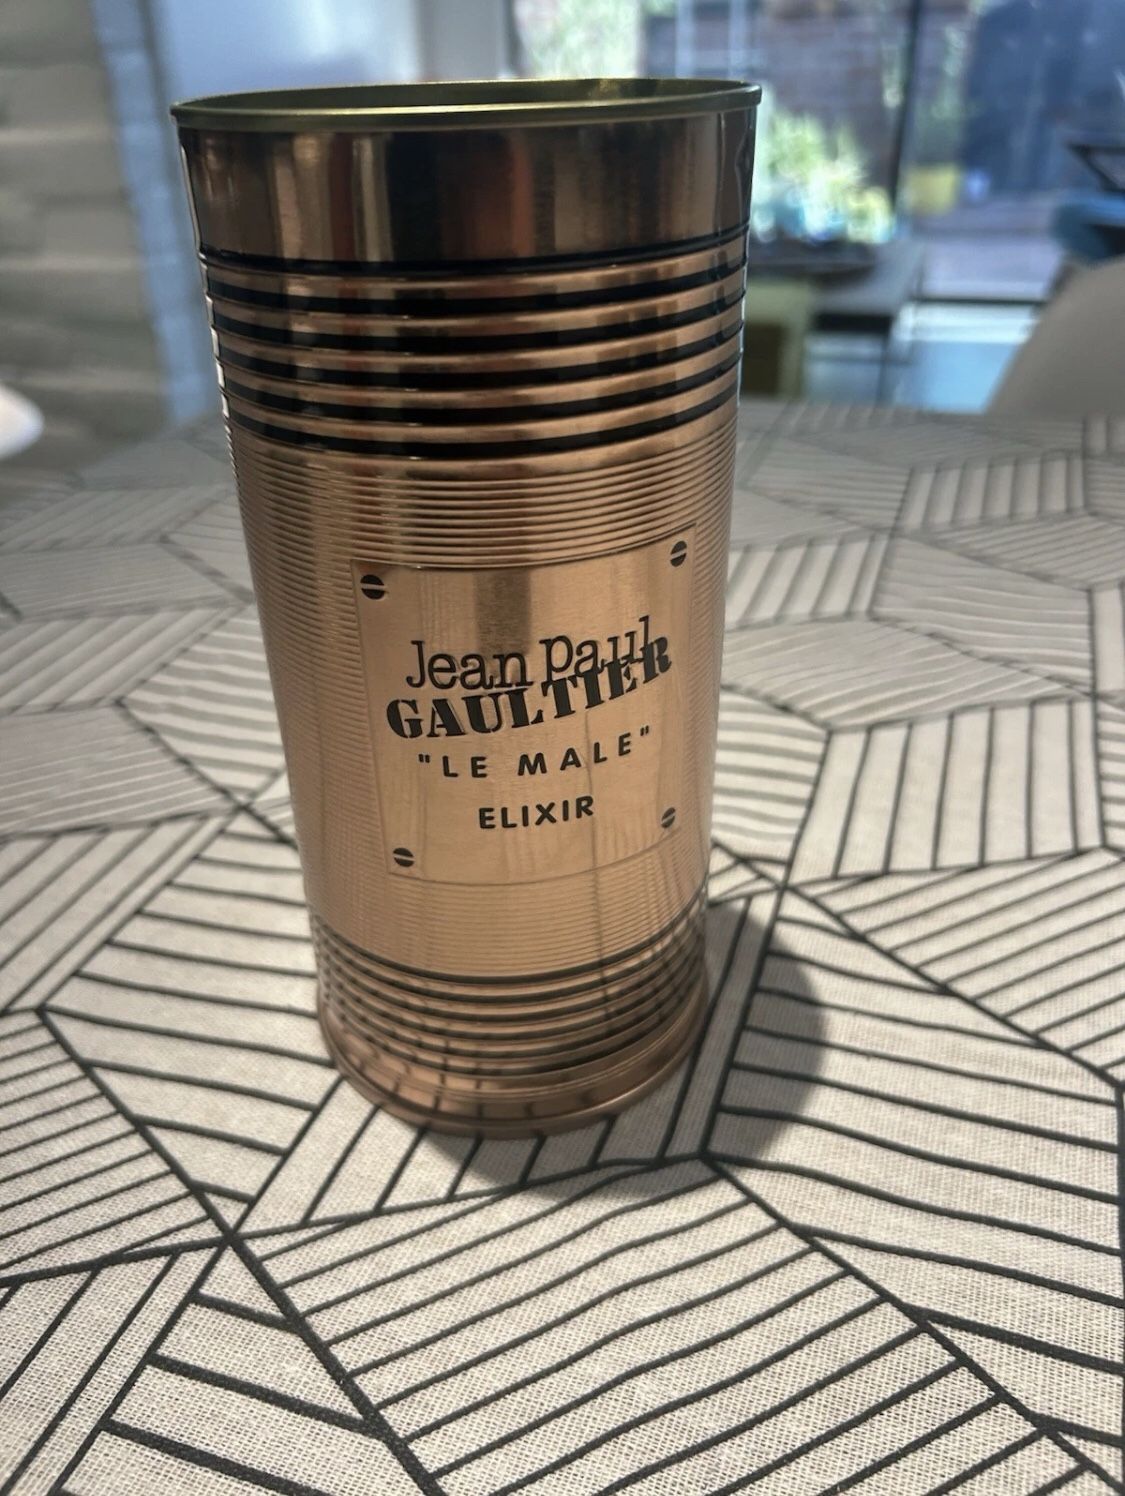 Jean Paul
GAULTIER
"LE MALE"
ELIXIR